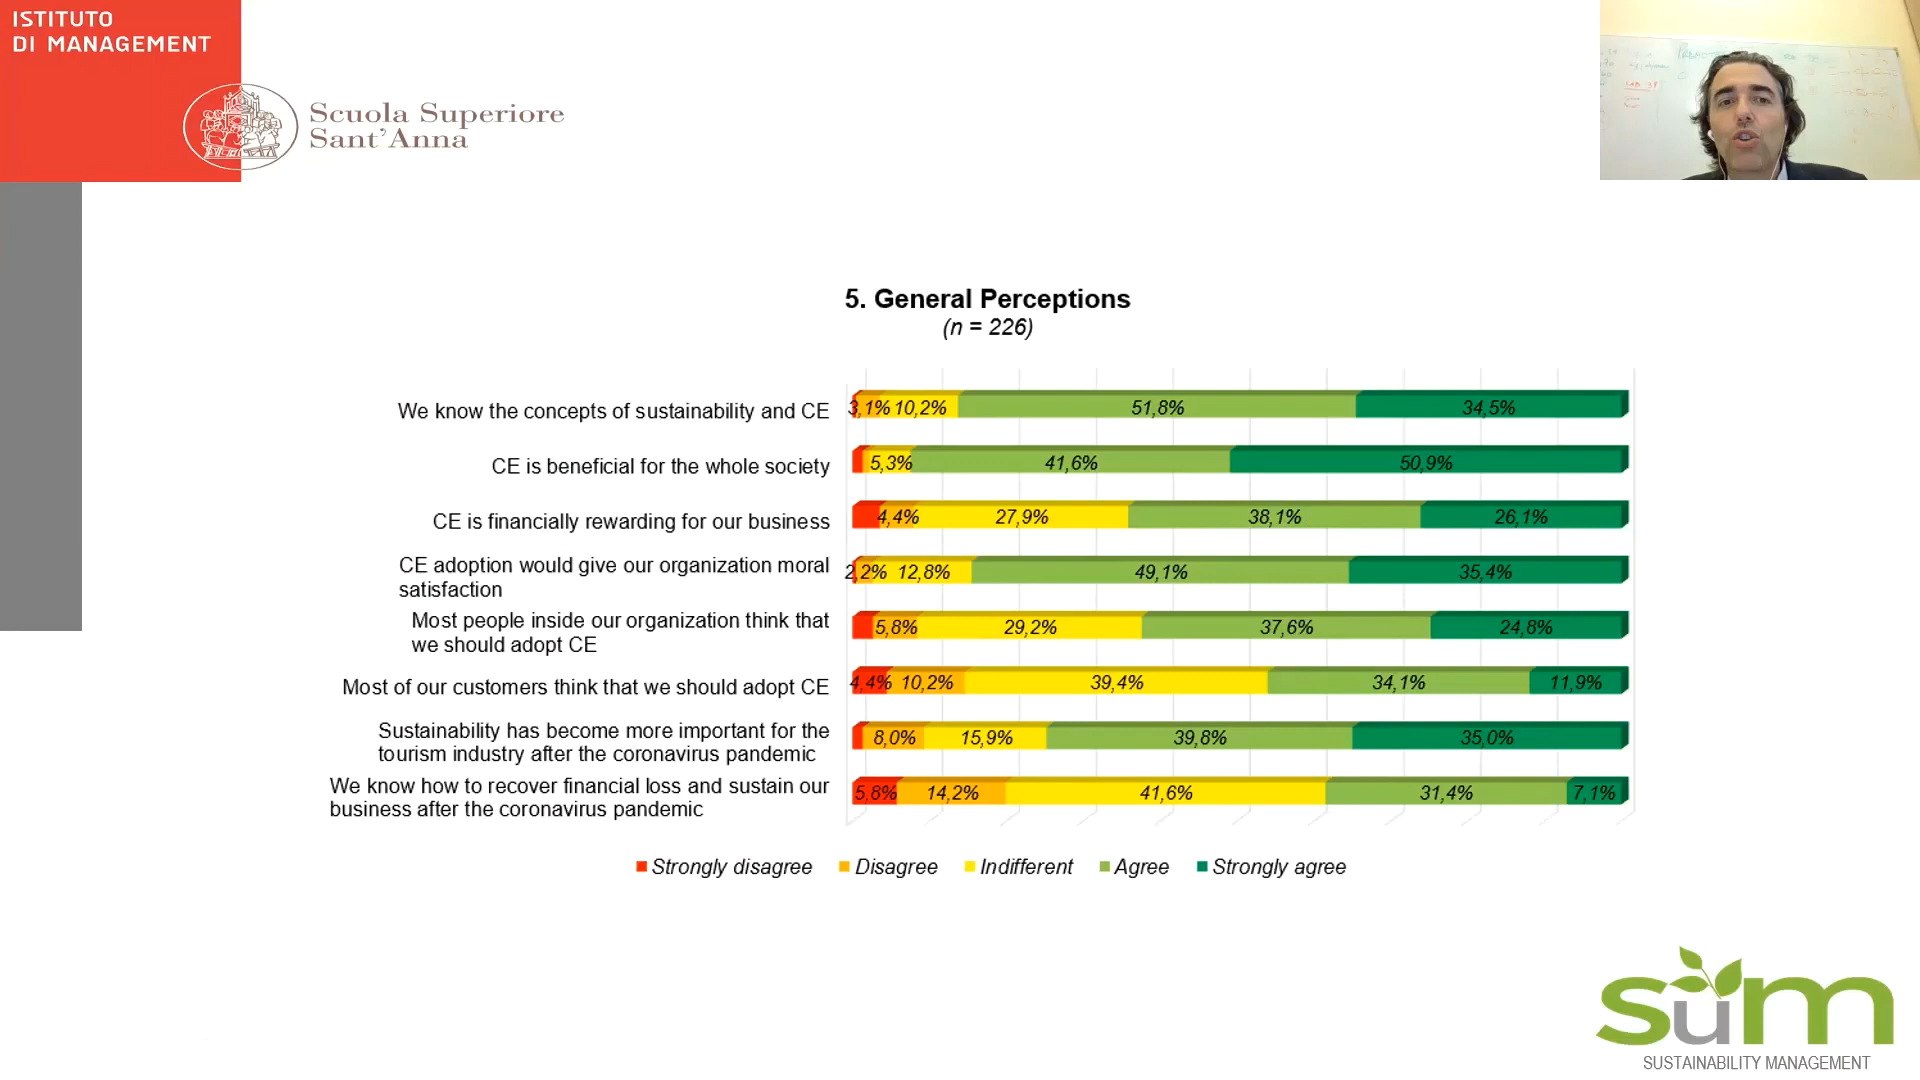 ISTITUTO
DI MANAGEMENT
Scuola Superiore
Sant'Anna
5. General Perceptions
(n = 226)
We know the concepts of sustainability and CE
3,1% 10,2% 51,8% 34,5%
CE is beneficial for the whole society
5,3% 41,6% 50,9%
CE is financially rewarding for our business
4,4% 27,9% 38,1% 26,1%
CE adoption would give our organization moral
satisfaction
2,2% 12,8% 49,1% 35,4%
Most people inside our organization think that
we should adopt CE
5,8% 29,2% 37,6% 24,8%
Most of our customers think that we should adopt CE
4,4% 10,2% 39,4% 34,1% 11,9%
Sustainability has become more important for the
tourism industry after the coronavirus pandemic
8,0% 15,9% 39,8% 35,0%
We know how to recover financial loss and sustain our
business after the coronavirus pandemic
5,8% 14,2% 41,6% 31,4% 7,1%
Strongly disagree Disagree Indifferent Agree Strongly agree
sum
SUSTAINABILITY MANAGEMENT